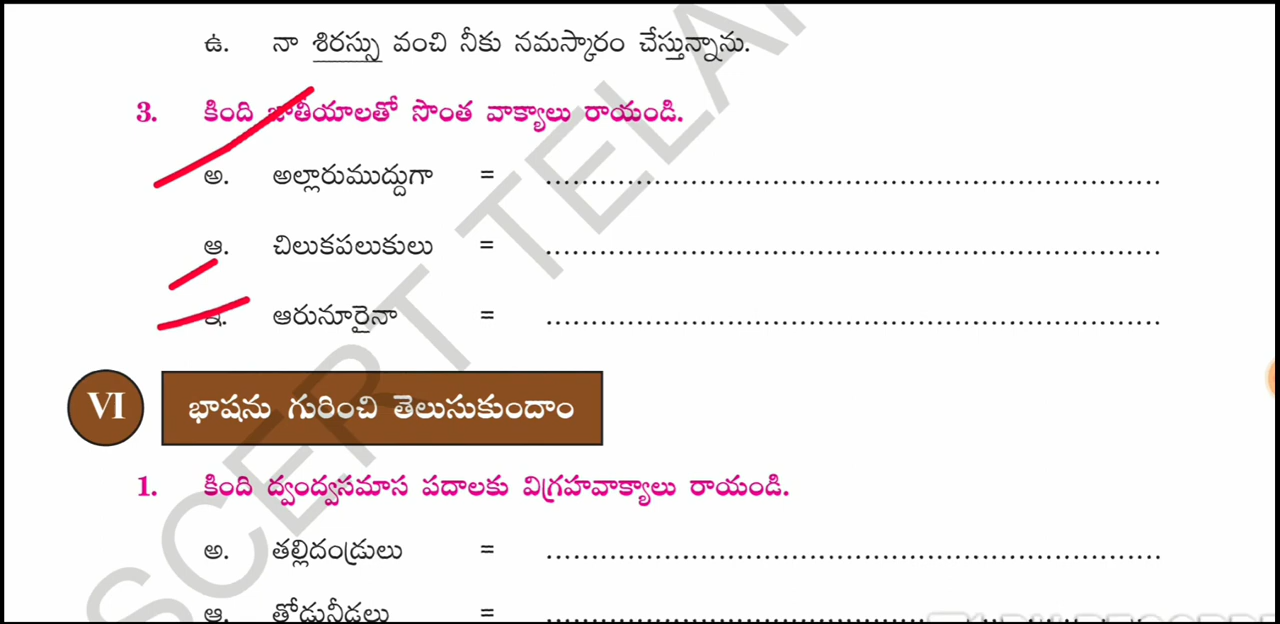 ఉ. నా శిరస్సు వంచి నీకు నమస్కారం చేస్తున్నాను.
3. కింది జాతీయాలతో సొంత వాక్యాలు రాయండి.
అ. అల్లారుముద్దుగా = ........................................................................
ఆ. చిలుకపలుకులు = ........................................................................
ఇ. ఆరునూరైనా = ........................................................................
VI భాషను గురించి తెలుసుకుందాం
1. కింది ద్వంద్వసమాస పదాలకు విగ్రహవాక్యాలు రాయండి.
అ. తల్లిదండ్రులు = ........................................................................
ఆ. తోడునీడలు = ........................................................................
SCERT TELA